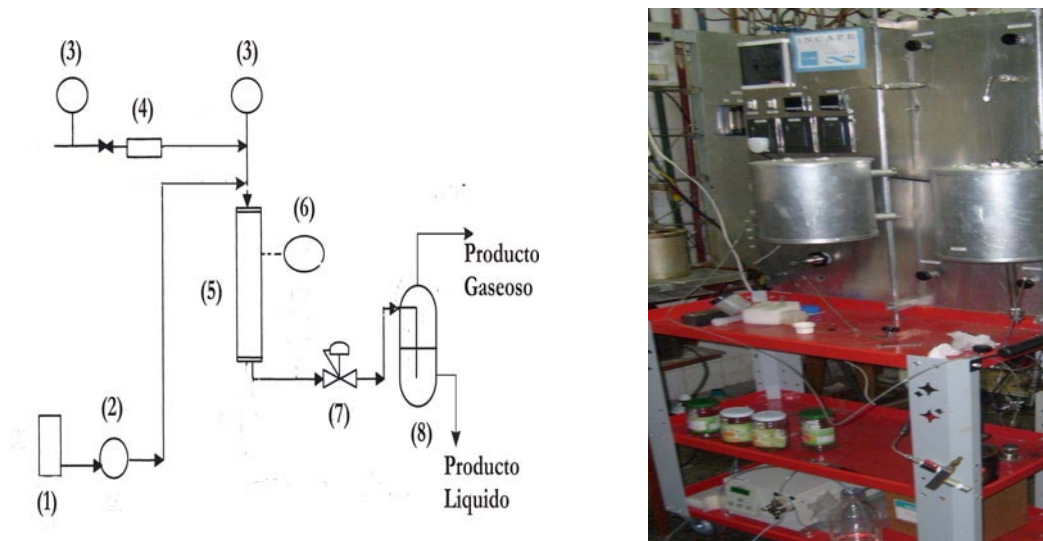 (3)
(3)
(4)
(6)
Producto
Gaseoso
(5)
(2)
(7)
(8)
Producto
Liquido
(1)
INCAPE